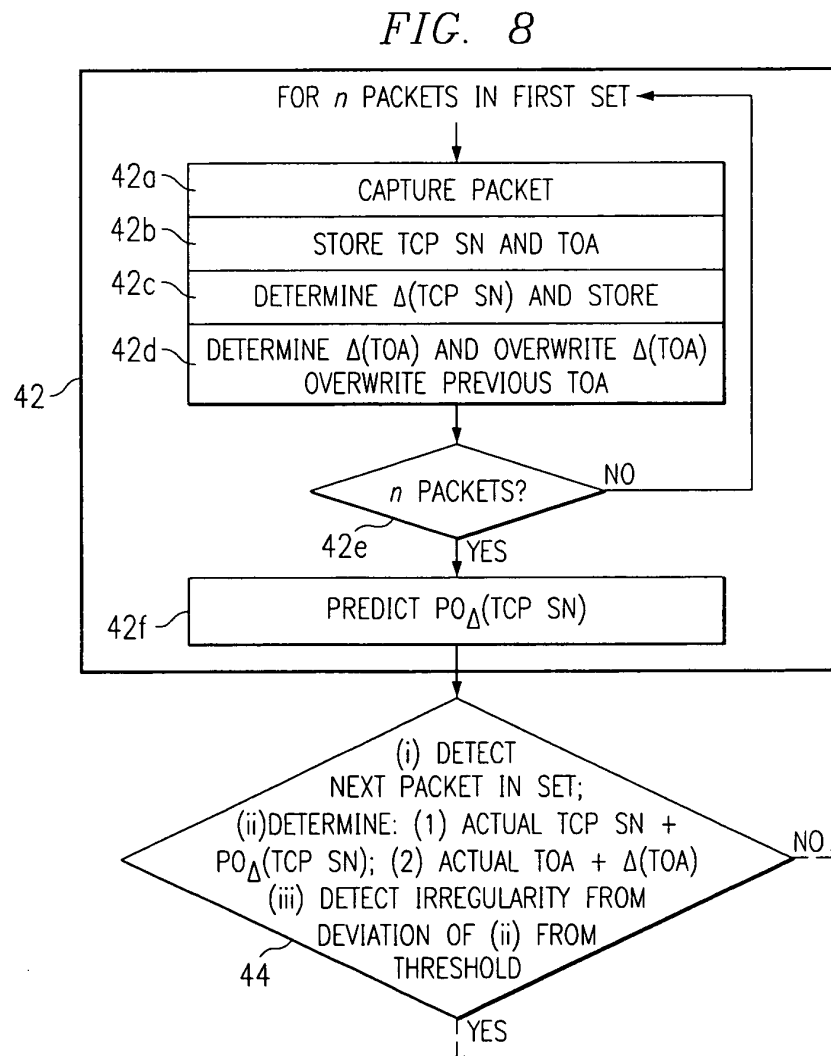 FIG. 8
FOR n PACKETS IN FIRST SET
42a
CAPTURE PACKET
42b
STORE TCP SN AND TOA
42c
DETERMINE Δ(TCP SN) AND STORE
42d
DETERMINE Δ(TOA) AND OVERWRITE Δ(TOA)
OVERWRITE PREVIOUS TOA
42
n PACKETS?
NO
42e
YES
42f
PREDICT POΔ(TCP SN)
(i) DETECT
NEXT PACKET IN SET;
(ii)DETERMINE: (1) ACTUAL TCP SN +
POΔ(TCP SN); (2) ACTUAL TOA + Δ(TOA)
NO
(iii) DETECT IRREGULARITY FROM
DEVIATION OF (ii) FROM
THRESHOLD
44
YES